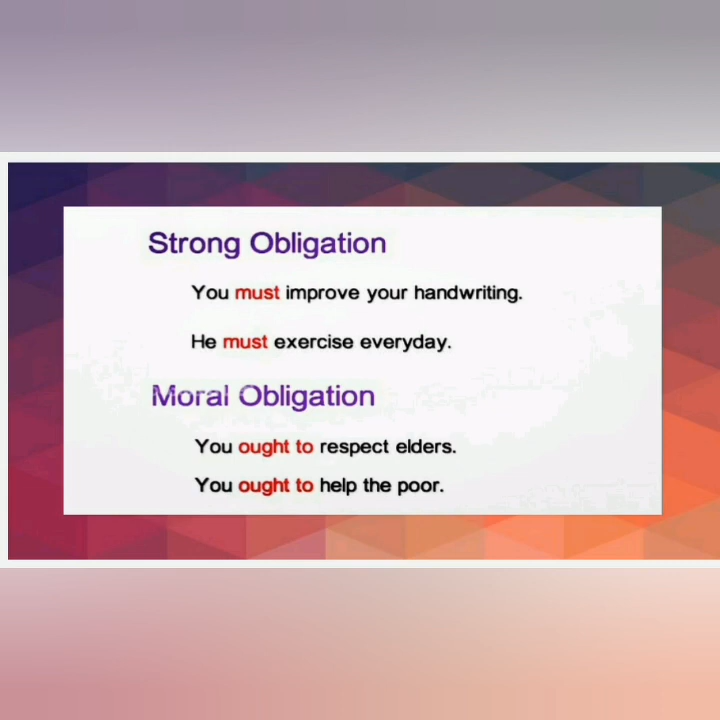 Strong Obligation
You must improve your handwriting.
He must exercise everyday.
Moral Obligation
You ought to respect elders.
You ought to help the poor.